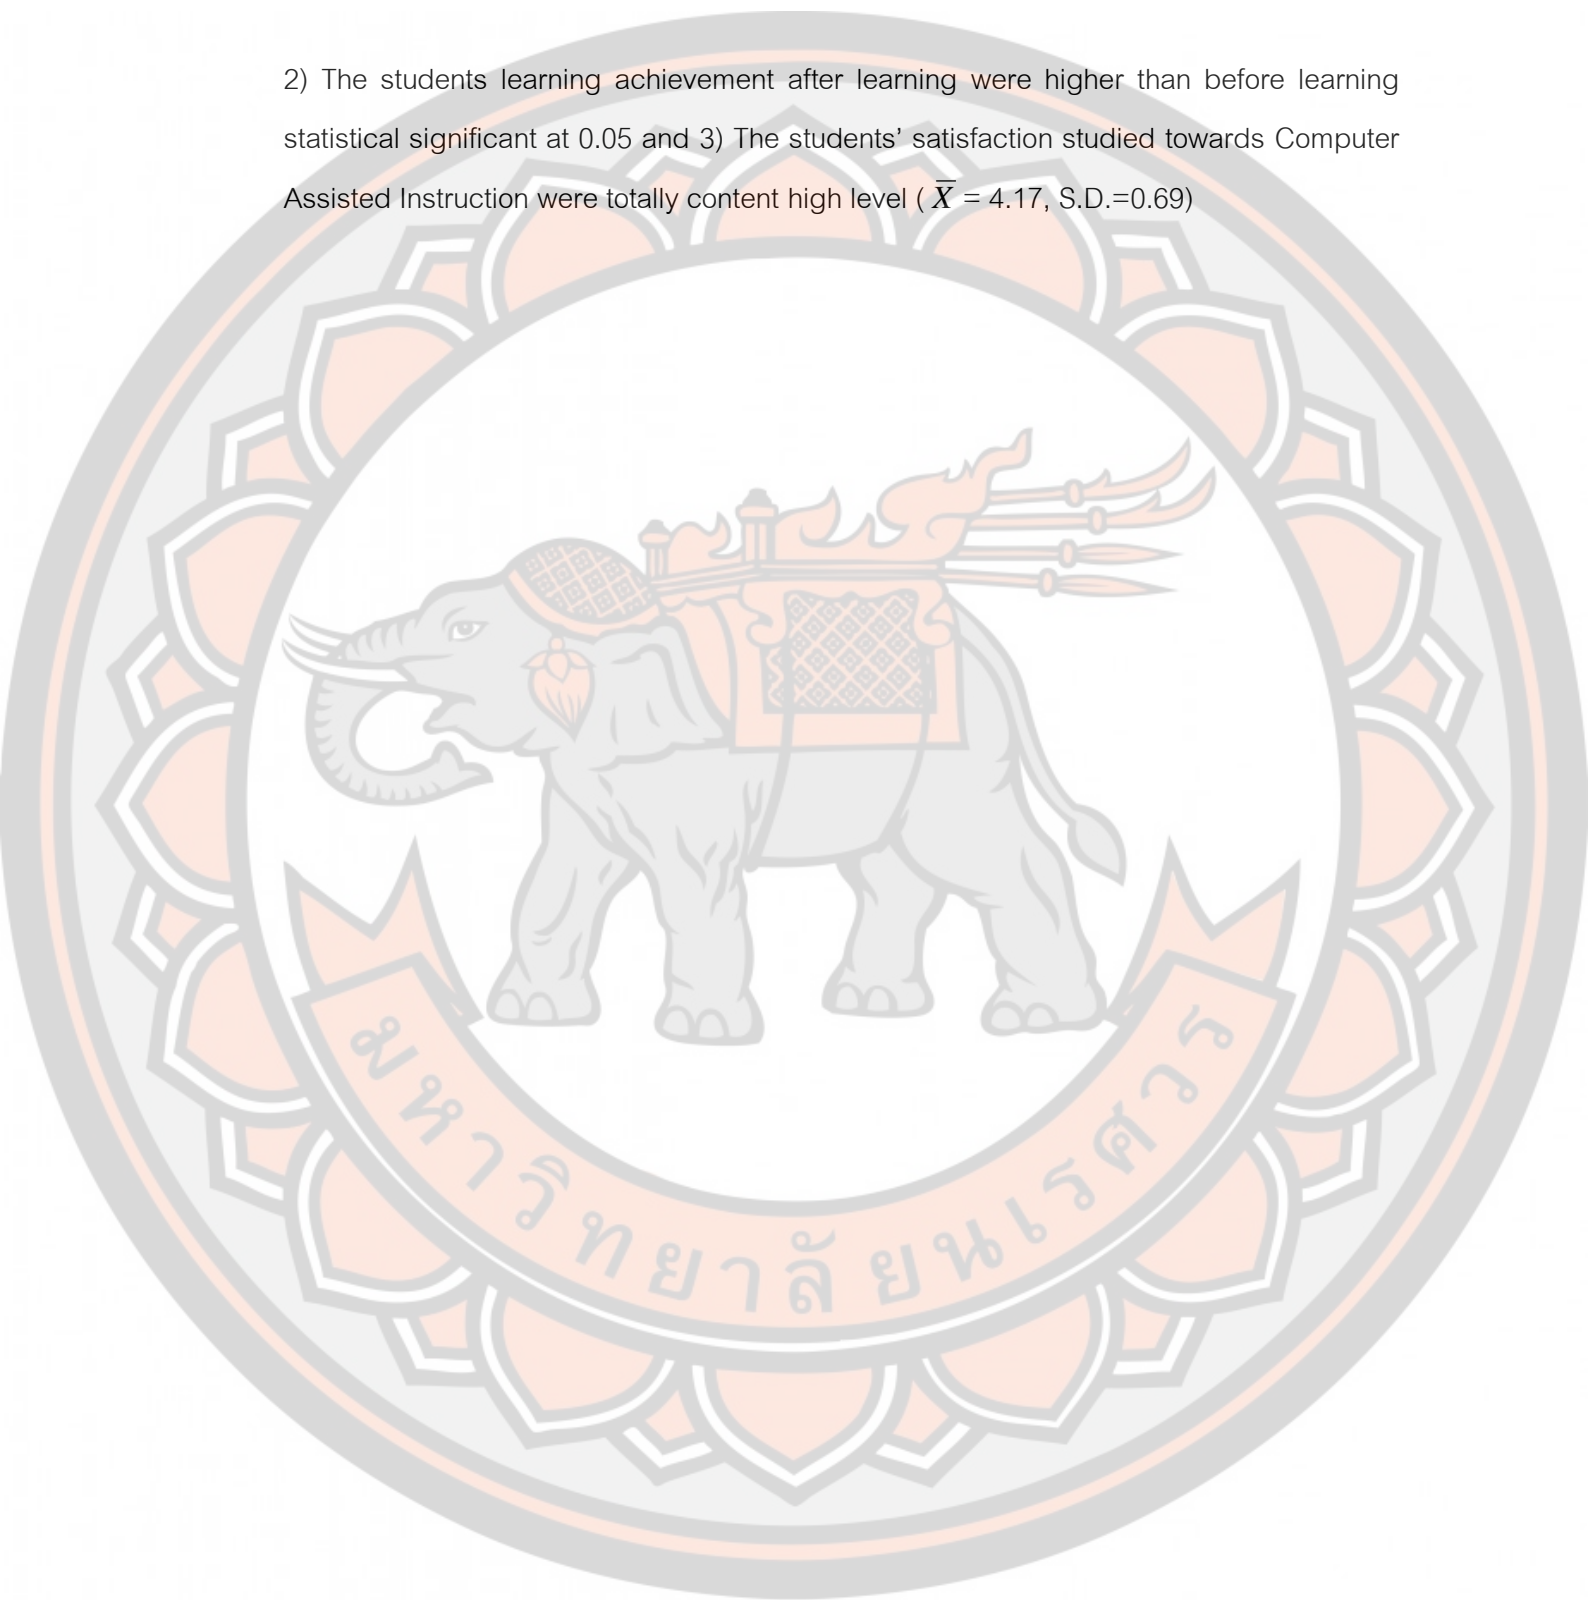 2) The students learning achievement after learning were higher than before learning
statistical significant at 0.05 and 3) The students’ satisfaction studied towards Computer
Assisted Instruction were totally content high level ( X̅ = 4.17, S.D.=0.69)
มหาวิทยาลัยนเรศวร